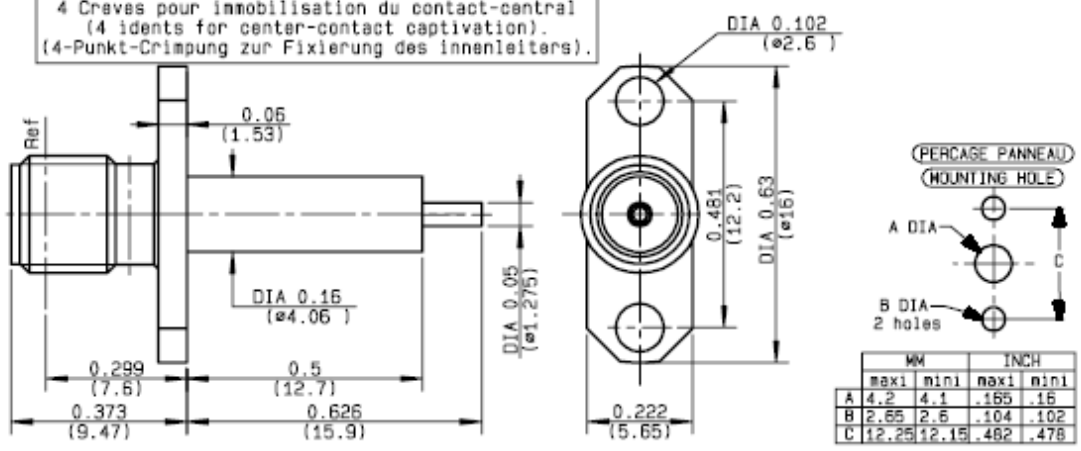 4 Creves pour immobilisation du contact-central
(4 idents for center-contact captivation).
(4-Punkt-Crimpung zur Fixierung des innenleiters).
DIA 0.102
(ø2.6 )
Ref
0.06
(1.53)
DIA 0.16
(ø4.06 )
DIA 0.05
(ø1.275)
0.299
(7.6)
0.5
(12.7)
0.373
(9.47)
0.626
(15.9)
0.481
(12.2)
DIA 0.63
(ø16)
0.222
(5.65)
PERCAGE PANNEAU
MOUNTING HOLE
A DIA
C
B DIA
2 holes
MM INCH
maxi mini maxi mini
A 4.2 4.1 .165 .16
B 2.65 2.6 .104 .102
C 12.25 12.15 .482 .478